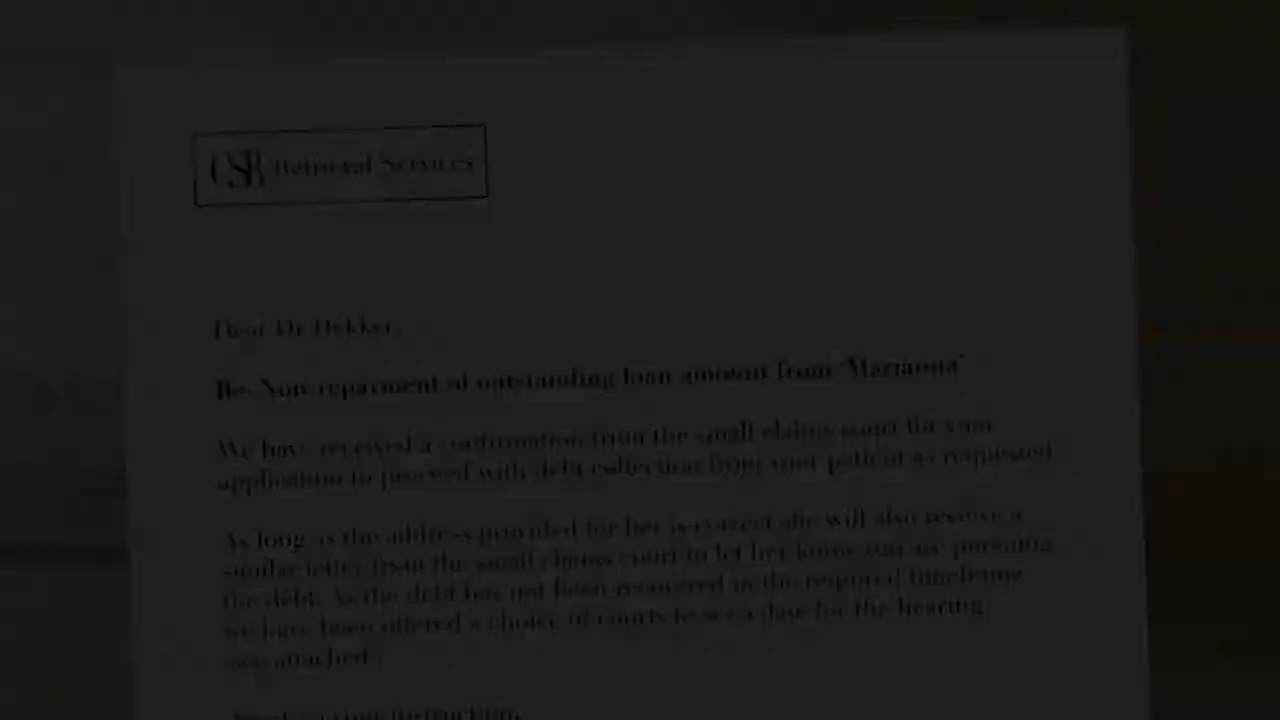 CSR Retrieval Services
Dear Dr Dekker,
Re: Non-repayment of outstanding loan amount from 'Marianna'
We have received a confirmation from the small claims court for your
application to proceed with debt collection from your patient as requested
As long as the address provided for her is correct she will also receive a
similar letter from the small claims court to let her know you are pursuing
the debt. As the debt has not been recovered in the required timeframe
we have been offered a choice of courts to set a date for the hearing
attached
your instruction,